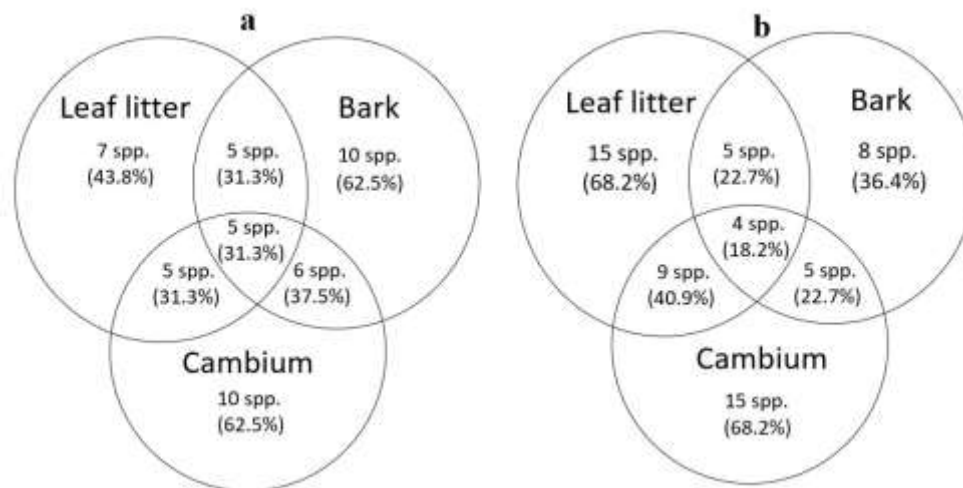 a
Leaf litter
Bark
7 spp.
(43.8%)
5 spp.
(31.3%)
10 spp.
(62.5%)
5 spp.
(31.3%)
5 spp.
(31.3%)
6 spp.
(37.5%)
Cambium
10 spp.
(62.5%)
b
Leaf litter
Bark
15 spp.
(68.2%)
5 spp.
(22.7%)
8 spp.
(36.4%)
4 spp.
(18.2%)
9 spp.
(40.9%)
5 spp.
(22.7%)
Cambium
15 spp.
(68.2%)